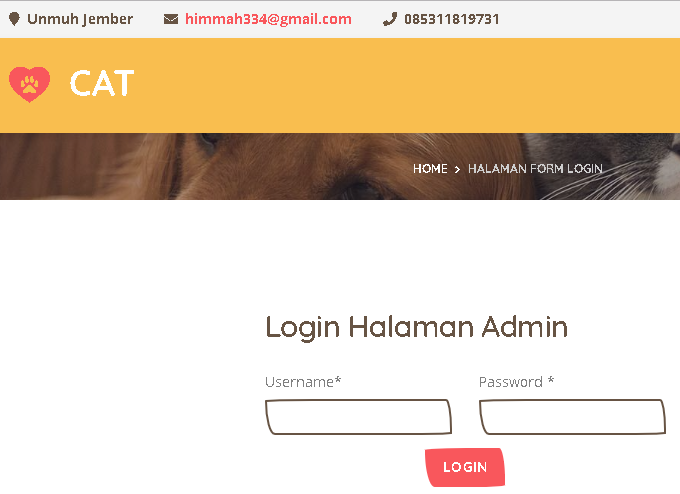 Unmuh Jember himmah334@gmail.com 085311819731
CAT
HOME > HALAMAN FORM LOGIN
Login Halaman Admin
Username* Password *
LOGIN